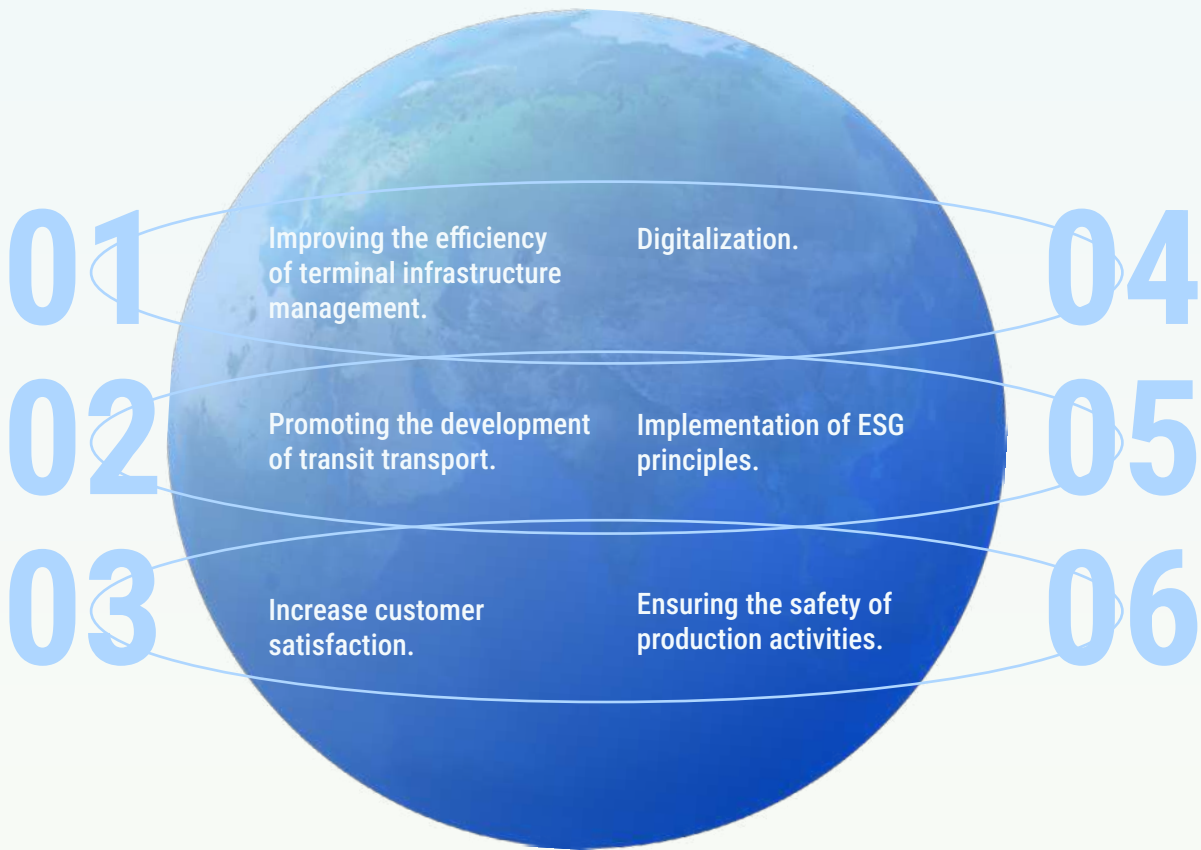 01
Improving the efficiency
of terminal infrastructure
management.
02
Promoting the development
of transit transport.
03
Increase customer
satisfaction.
04
Digitalization.
05
Implementation of ESG
principles.
06
Ensuring the safety of
production activities.